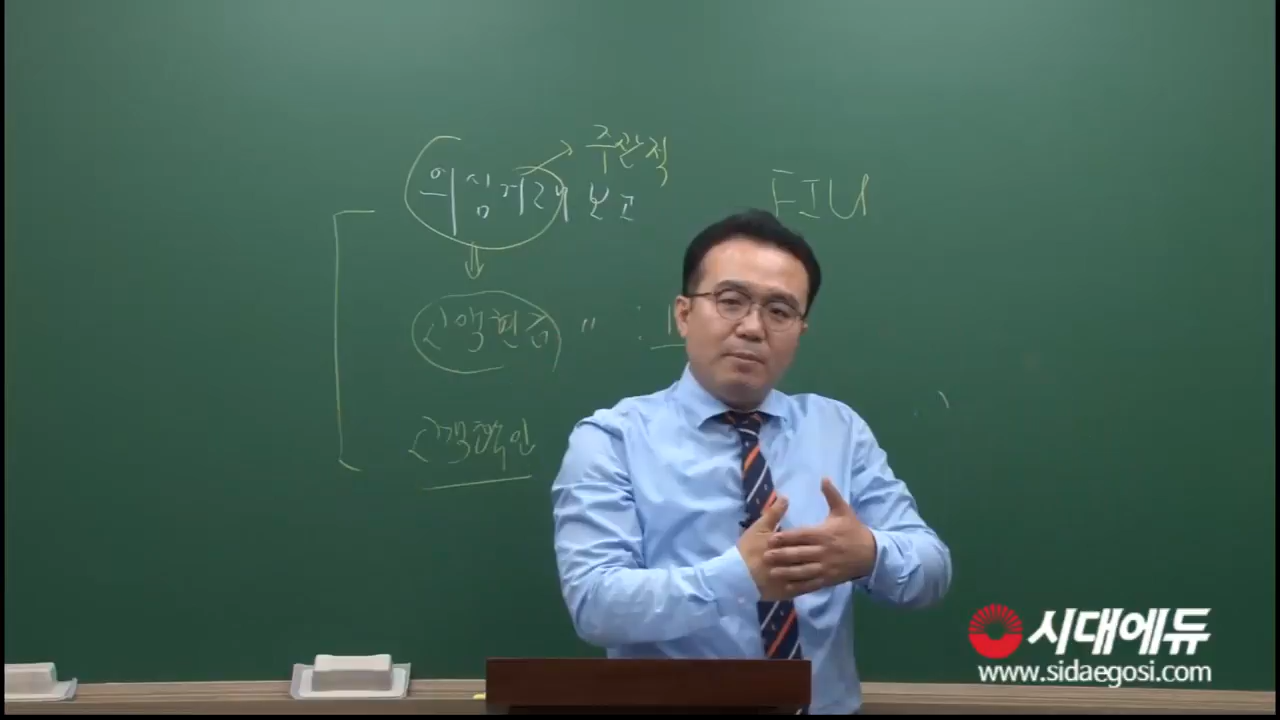 주관적
의심거래 보고
FIU
고액현금 〃 : 1
고객확인
시대에듀
www.sidaegosi.com